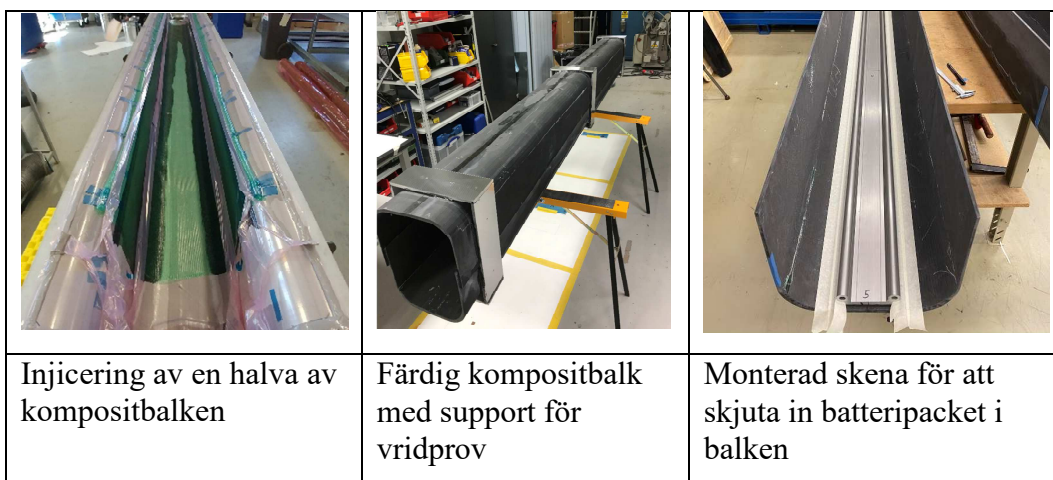 Injicering av en halva av
kompositbalken
Färdig kompositbalk
med support för
vridprov
5
Monterad skena för att
skjuta in batteripacket i
balken